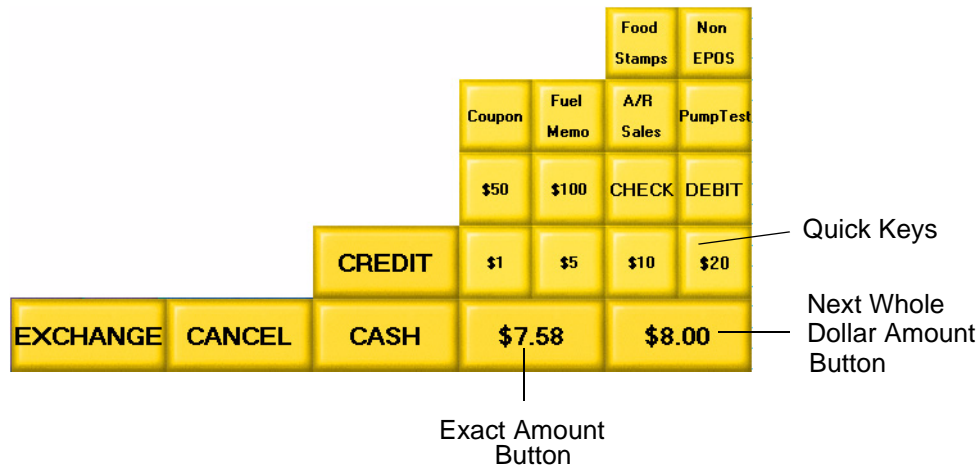 Food
Stamps
Non
EPOS
Coupon
Fuel
Memo
A/R
Sales
PumpTest
$50
$100
CHECK
DEBIT
Quick Keys
CREDIT
$1
$5
$10
$20
EXCHANGE
CANCEL
CASH
$7.58
$8.00
Next Whole
Dollar Amount
Button
Exact Amount
Button